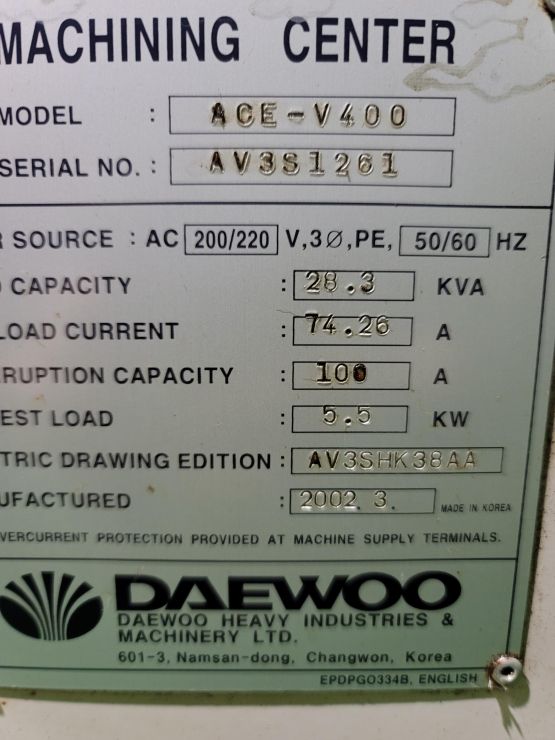 MACHINING CENTER
MODEL : ACE-V400
SERIAL NO. : AV3S1261
R SOURCE : AC 200/220 V,3Ø,PE, 50/60 HZ
D CAPACITY : 28.3 KVA
LOAD CURRENT : 74.26 A
RUPTION CAPACITY : 100 A
EST LOAD : 5.5 KW
TRIC DRAWING EDITION : AV3SHK38AA
UFACTURED : 2002. 3. MADE IN KOREA
VERCURRENT PROTECTION PROVIDED AT MACHINE SUPPLY TERMINALS.
DAEWOO
DAEWOO HEAVY INDUSTRIES &
MACHINERY LTD.
601-3, Namsan-dong, Changwon, Korea
EPDPGO334B, ENGLISH